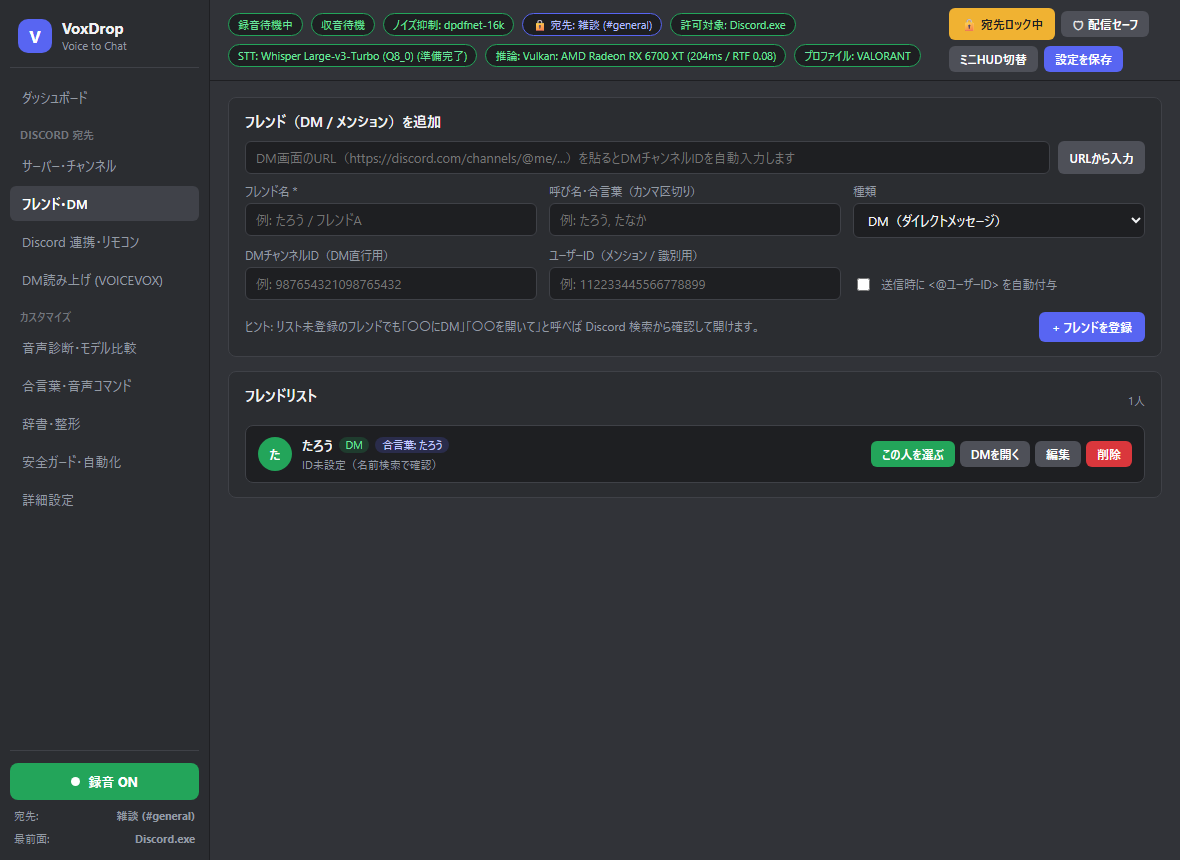 V
VoxDrop
Voice to Chat
ダッシュボード
DISCORD 宛先
サーバー・チャンネル
フレンド・DM
Discord 連携・リモコン
DM読み上げ (VOICEVOX)
カスタマイズ
音声診断・モデル比較
合言葉・音声コマンド
辞書・整形
安全ガード・自動化
詳細設定
● 録音 ON
宛先: 雑談 (#general)
最前面: Discord.exe
録音待機中 収音待機 ノイズ抑制: dpdfnet-16k 🔒 宛先: 雑談 (#general) 許可対象: Discord.exe
STT: Whisper Large-v3-Turbo (Q8_0) (準備完了) 推論: Vulkan: AMD Radeon RX 6700 XT (204ms / RTF 0.08) プロファイル: VALORANT
🔒 宛先ロック中 🛡 配信セーフ
ミニHUD切替 設定を保存
フレンド（DM / メンション）を追加
DM画面のURL（https://discord.com/channels/@me/...）を貼るとDMチャンネルIDを自動入力します URLから入力
フレンド名 * 呼び名・合言葉（カンマ区切り） 種類
例: たろう / フレンドA 例: たろう, たなか DM（ダイレクトメッセージ）
DMチャンネルID（DM直行用） ユーザーID（メンション / 識別用）
例: 987654321098765432 例: 112233445566778899 送信時に <@ユーザーID> を自動付与
ヒント: リスト未登録のフレンドでも「〇〇にDM」「〇〇を開いて」と呼べば Discord 検索から確認して開けます。 + フレンドを登録
フレンドリスト 1人
た たろう DM 合言葉: たろう
ID未設定（名前検索で確認）
この人を選ぶ DMを開く 編集 削除